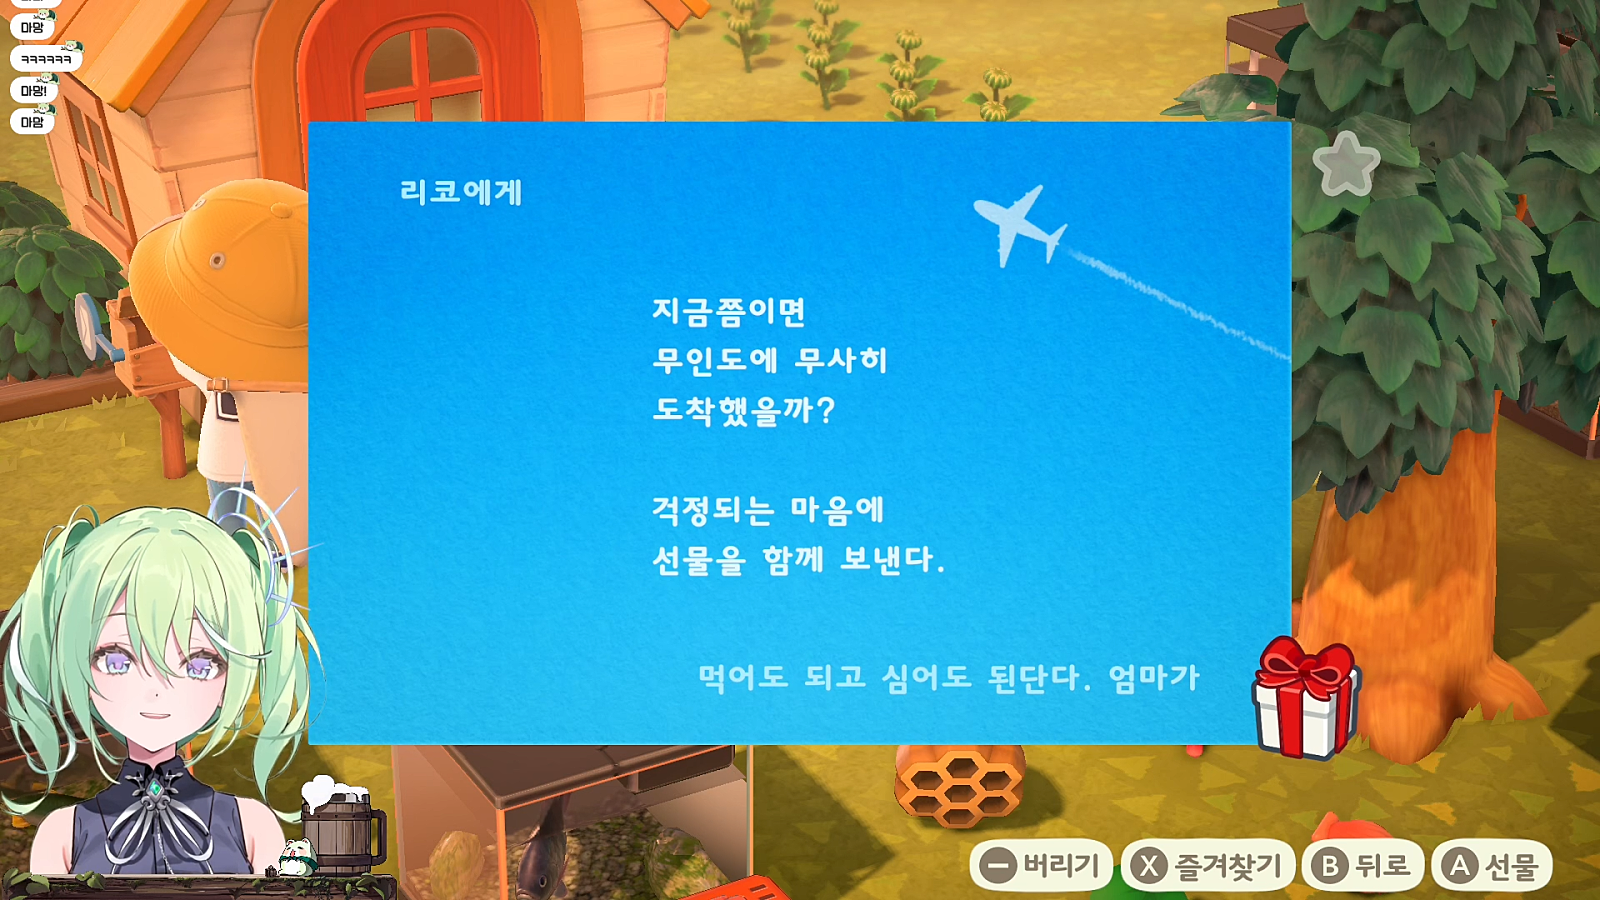 마망
ㅋㅋㅋㅋㅋㅋ
마망!
마맘
리코에게
지금쯤이면
무인도에 무사히
도착했을까?
걱정되는 마음에
선물을 함께 보낸다.
먹어도 되고 심어도 된단다. 엄마가
버리기
X 즐겨찾기
B 뒤로
A 선물